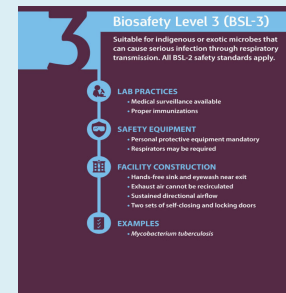 3
Biosafety Level 3 (BSL-3)
Suitable for indigenous or exotic microbes that
can cause serious infection through respiratory
transmission. All BSL-2 safety standards apply.
LAB PRACTICES
• Medical surveillance available
• Proper immunizations
SAFETY EQUIPMENT
• Personal protective equipment mandatory
• Respirators may be required
FACILITY CONSTRUCTION
• Hands-free sink and eyewash near exit
• Exhaust air cannot be recirculated
• Sustained directional airflow
• Two sets of self-closing and locking doors
EXAMPLES
• Mycobacterium tuberculosis